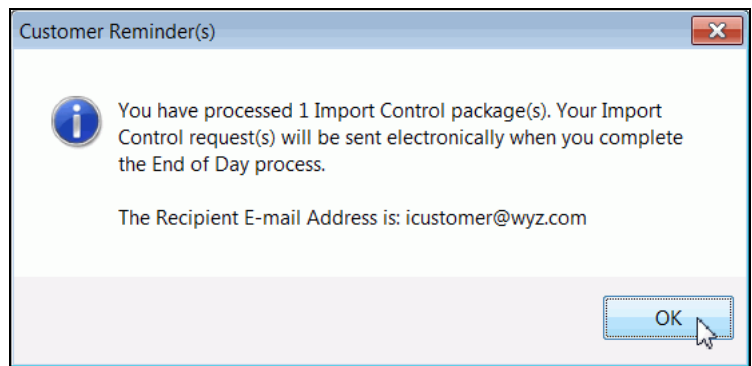 Customer Reminder(s)
You have processed 1 Import Control package(s). Your Import
Control request(s) will be sent electronically when you complete
the End of Day process.
The Recipient E-mail Address is: icustomer@wyz.com
OK